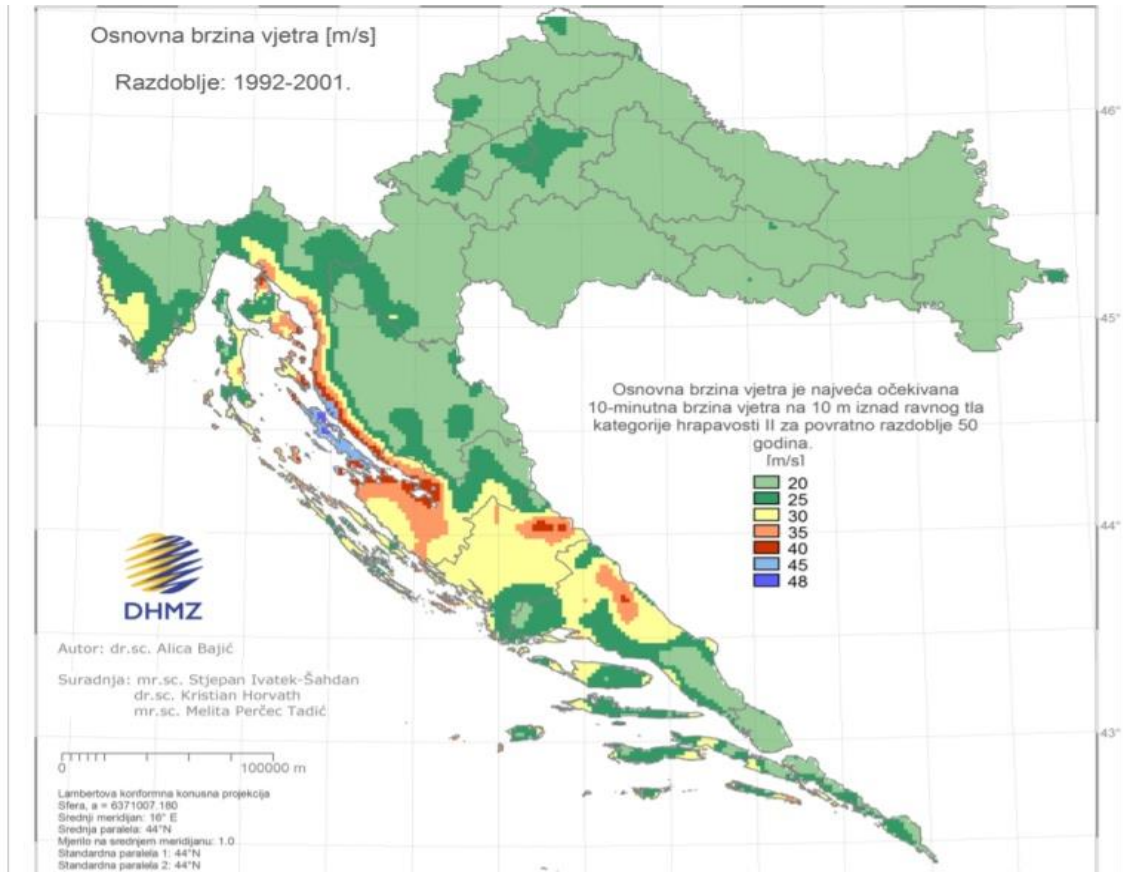 Osnovna brzina vjetra [m/s]
Razdoblje: 1992-2001.
46°
45°
Osnovna brzina vjetra je najveća očekivana
10-minutna brzina vjetra na 10 m iznad ravnog tla
kategorije hrapavosti II za povratno razdoblje 50
godina.
[m/s]
20
25
30
35
40
45
48
44°
DHMZ
Autor: dr.sc. Alica Bajić
Suradnja: mr.sc. Stjepan Ivatek-Šahdan
dr.sc. Kristian Horvath
mr.sc. Melita Perčec Tadić
43°
0 100000 m
Lambertova konformna konusna projekcija
Sfera, a = 6371007.180
Srednji meridijan: 16° E
Srednja paralela: 44°N
Mjerilo na srednjem meridijanu: 1.0
Standardna paralela 1: 44°N
Standardna paralela 2: 44°N